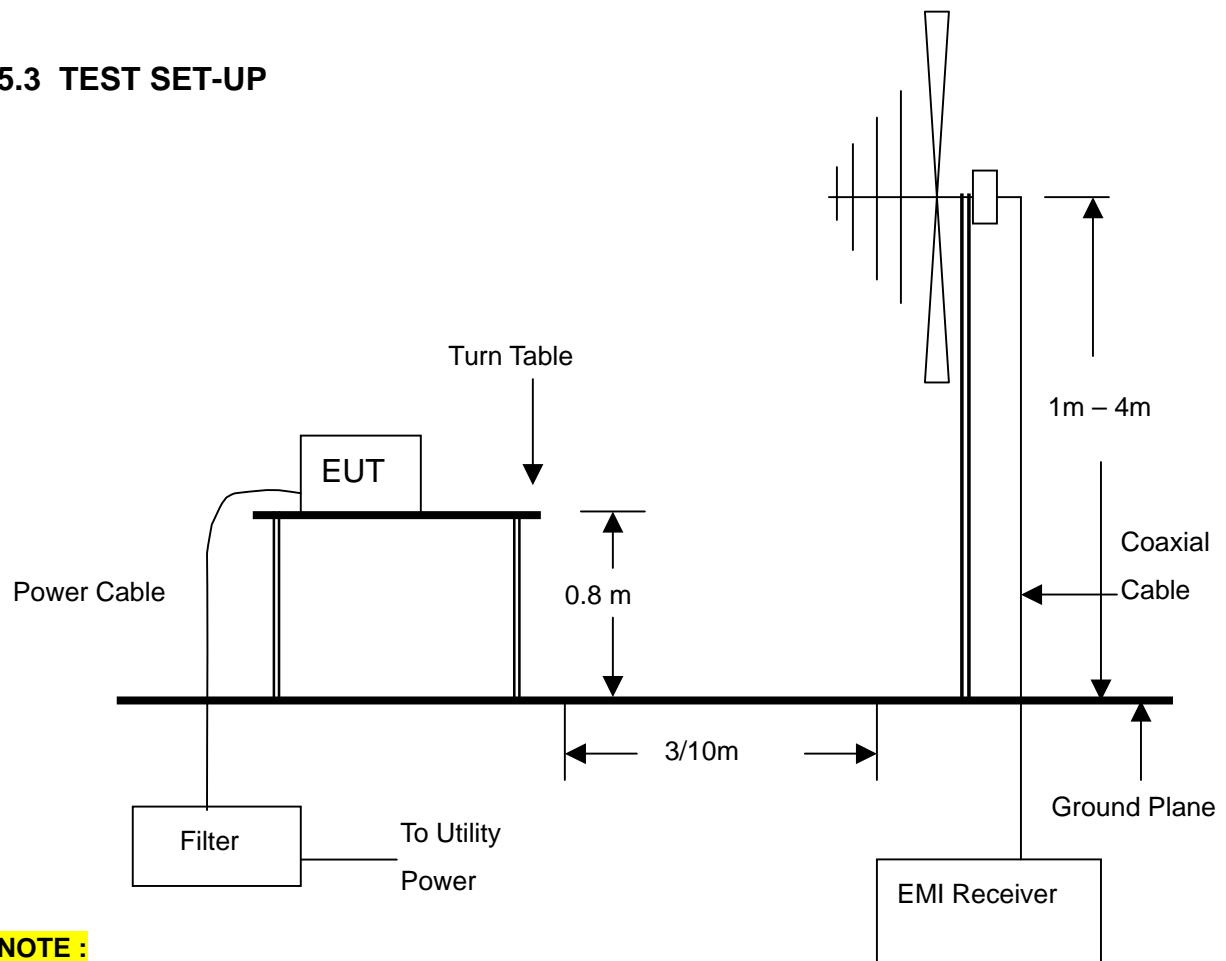 5.3 TEST SET-UP
Turn Table
1m – 4m
EUT
Coaxial
Cable
Power Cable
0.8 m
3/10m
Ground Plane
Filter
To Utility
Power
EMI Receiver
NOTE :